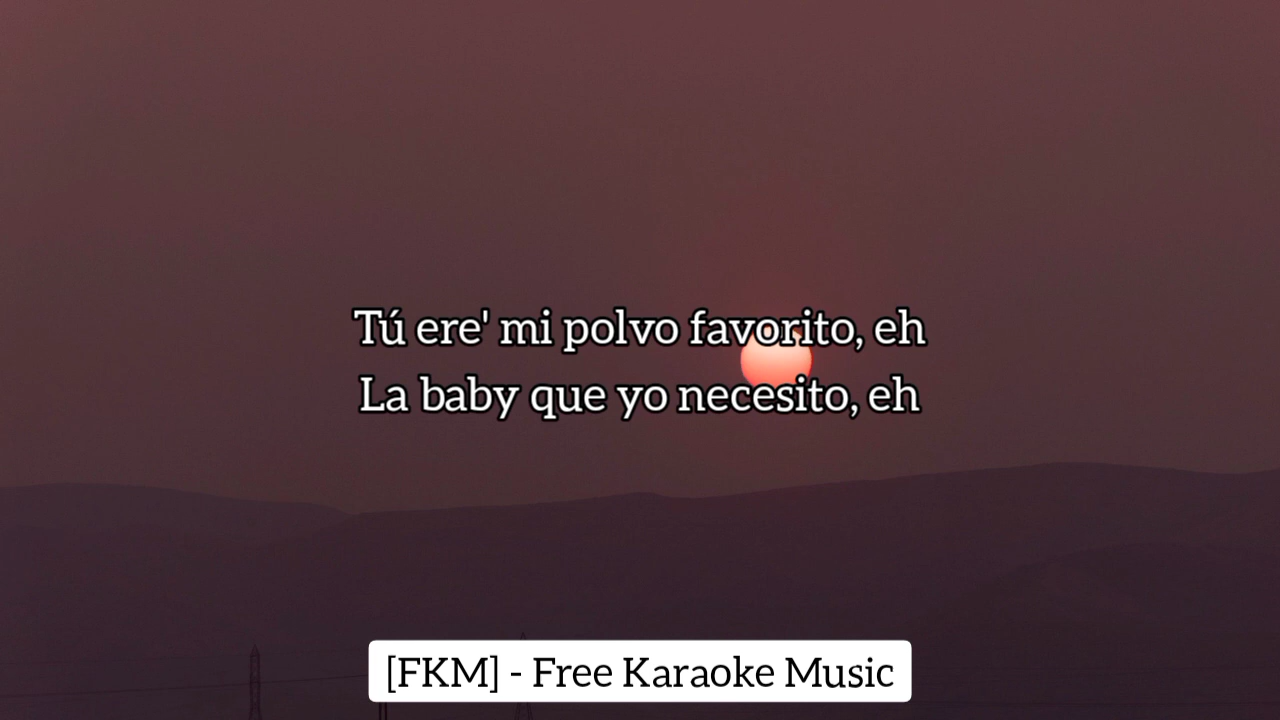 Tú ere' mi polvo favorito, eh
La baby que yo necesito, eh
[FKM] - Free Karaoke Music